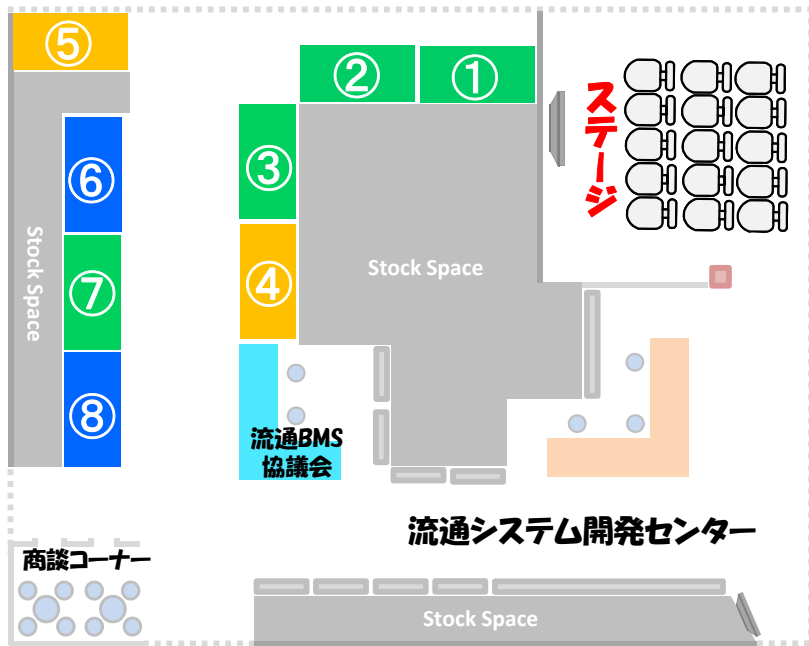 ⑤
②
①
ステージ
⑥
③
Stock Space
⑦
④
Stock Space
⑧
流通BMS
協議会
流通システム開発センター
商談コーナー
Stock Space